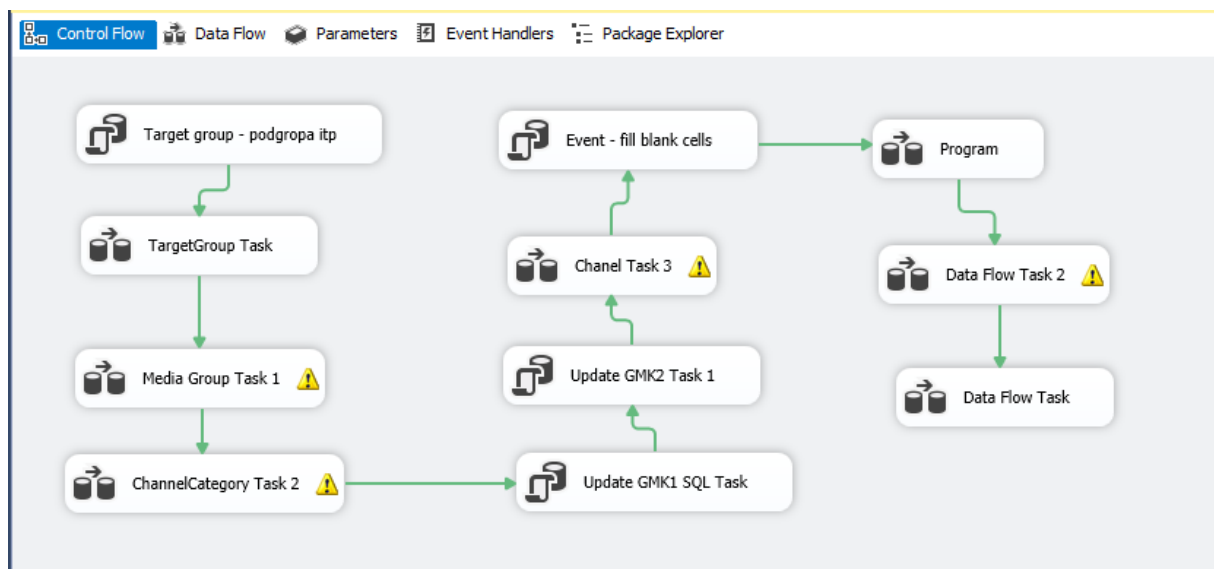 Control Flow
Data Flow
Parameters
Event Handlers
Package Explorer
Target group - podgropa itp
TargetGroup Task
Media Group Task 1
ChannelCategory Task 2
Update GMK1 SQL Task
Update GMK2 Task 1
Chanel Task 3
Event - fill blank cells
Program
Data Flow Task 2
Data Flow Task